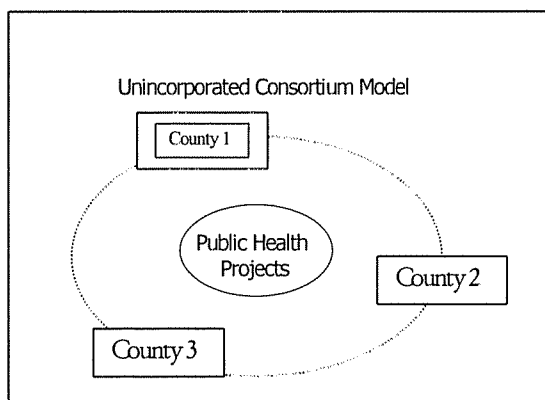 Unincorporated Consortium Model
County 1
Public Health
Projects
County 2
County 3